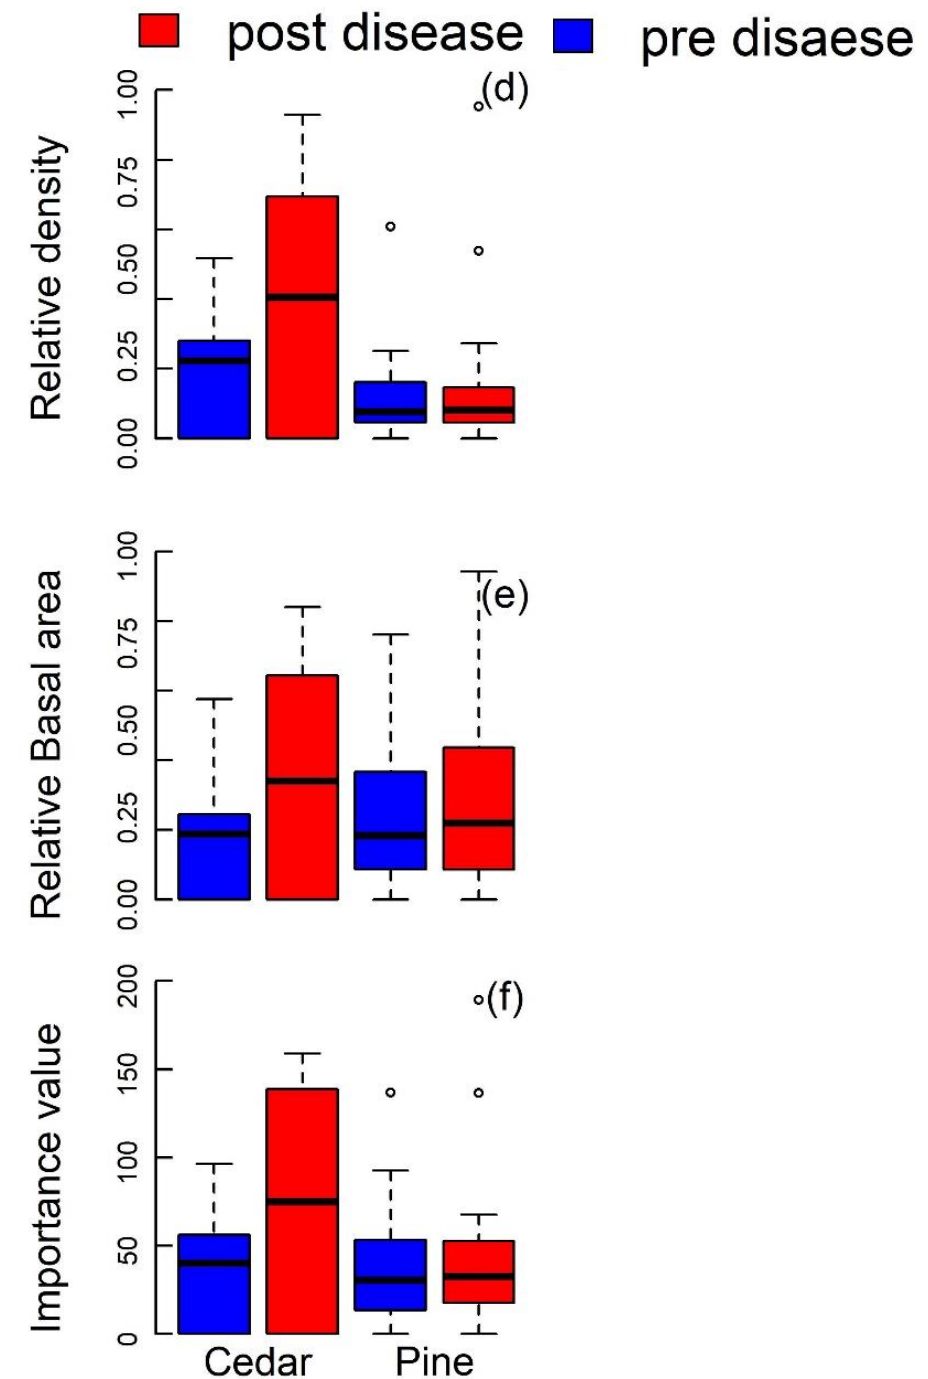 post disease pre disaese
(d)
Relative density
1.00
0.75
0.50
0.25
0.00
(e)
Relative Basal area
1.00
0.75
0.50
0.25
0.00
(f)
Importance value
200
150
100
50
0
Cedar Pine